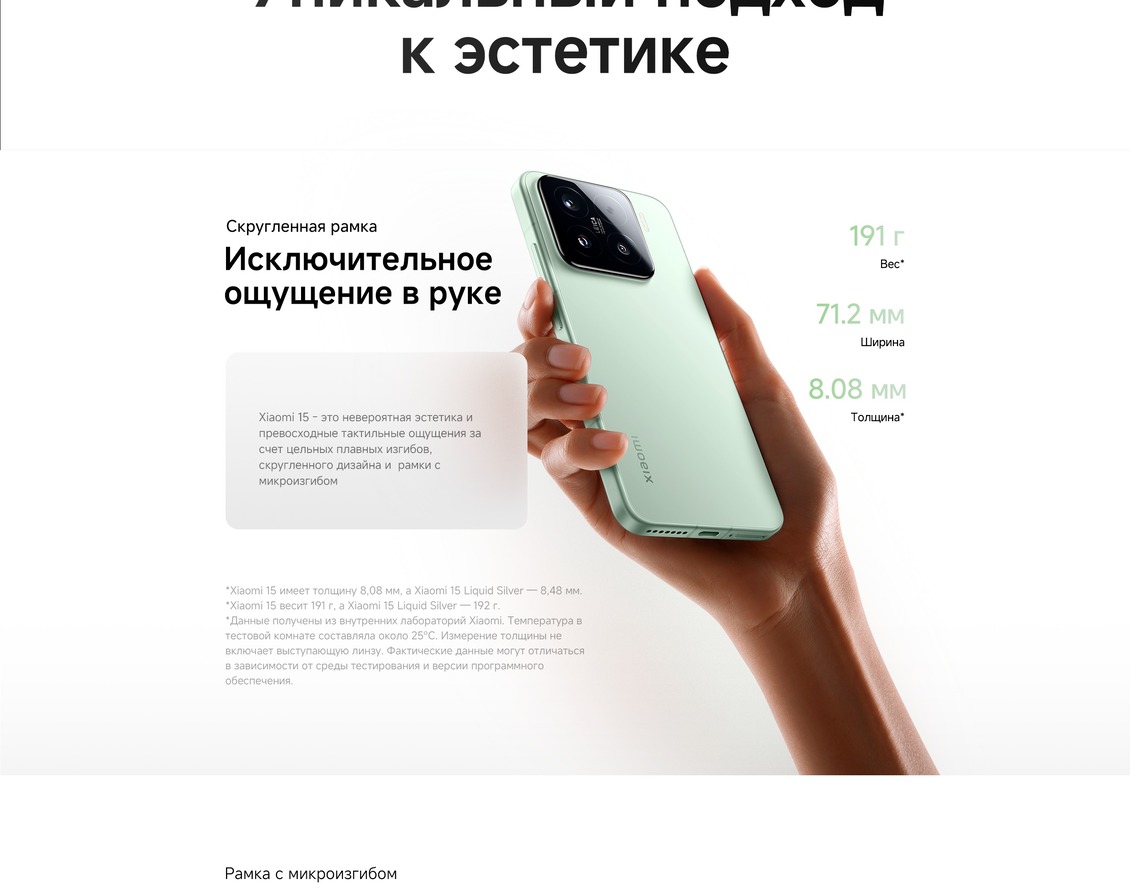 Уникальный подход
к эстетике
Скругленная рамка
Исключительное
ощущение в руке
Xiaomi 15 – это невероятная эстетика и
превосходные тактильные ощущения за
счет цельных плавных изгибов,
скругленного дизайна и рамки с
микроизгибом
191 г
Вес*
71.2 мм
Ширина
8.08 мм
Толщина*
LEICA
xiaomi
*Xiaomi 15 имеет толщину 8,08 мм, а Xiaomi 15 Liquid Silver — 8,48 мм.
*Xiaomi 15 весит 191 г, а Xiaomi 15 Liquid Silver — 192 г.
*Данные получены из внутренних лабораторий Xiaomi. Температура в
тестовой комнате составляла около 25°C. Измерение толщины не
включает выступающую линзу. Фактические данные могут отличаться
в зависимости от среды тестирования и версии программного
обеспечения.
Рамка с микроизгибом